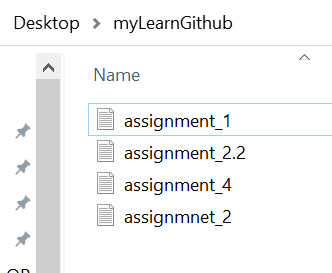 Desktop > myLearnGithub
Name
assignment_1
assignment_2.2
assignment_4
assignmnet_2